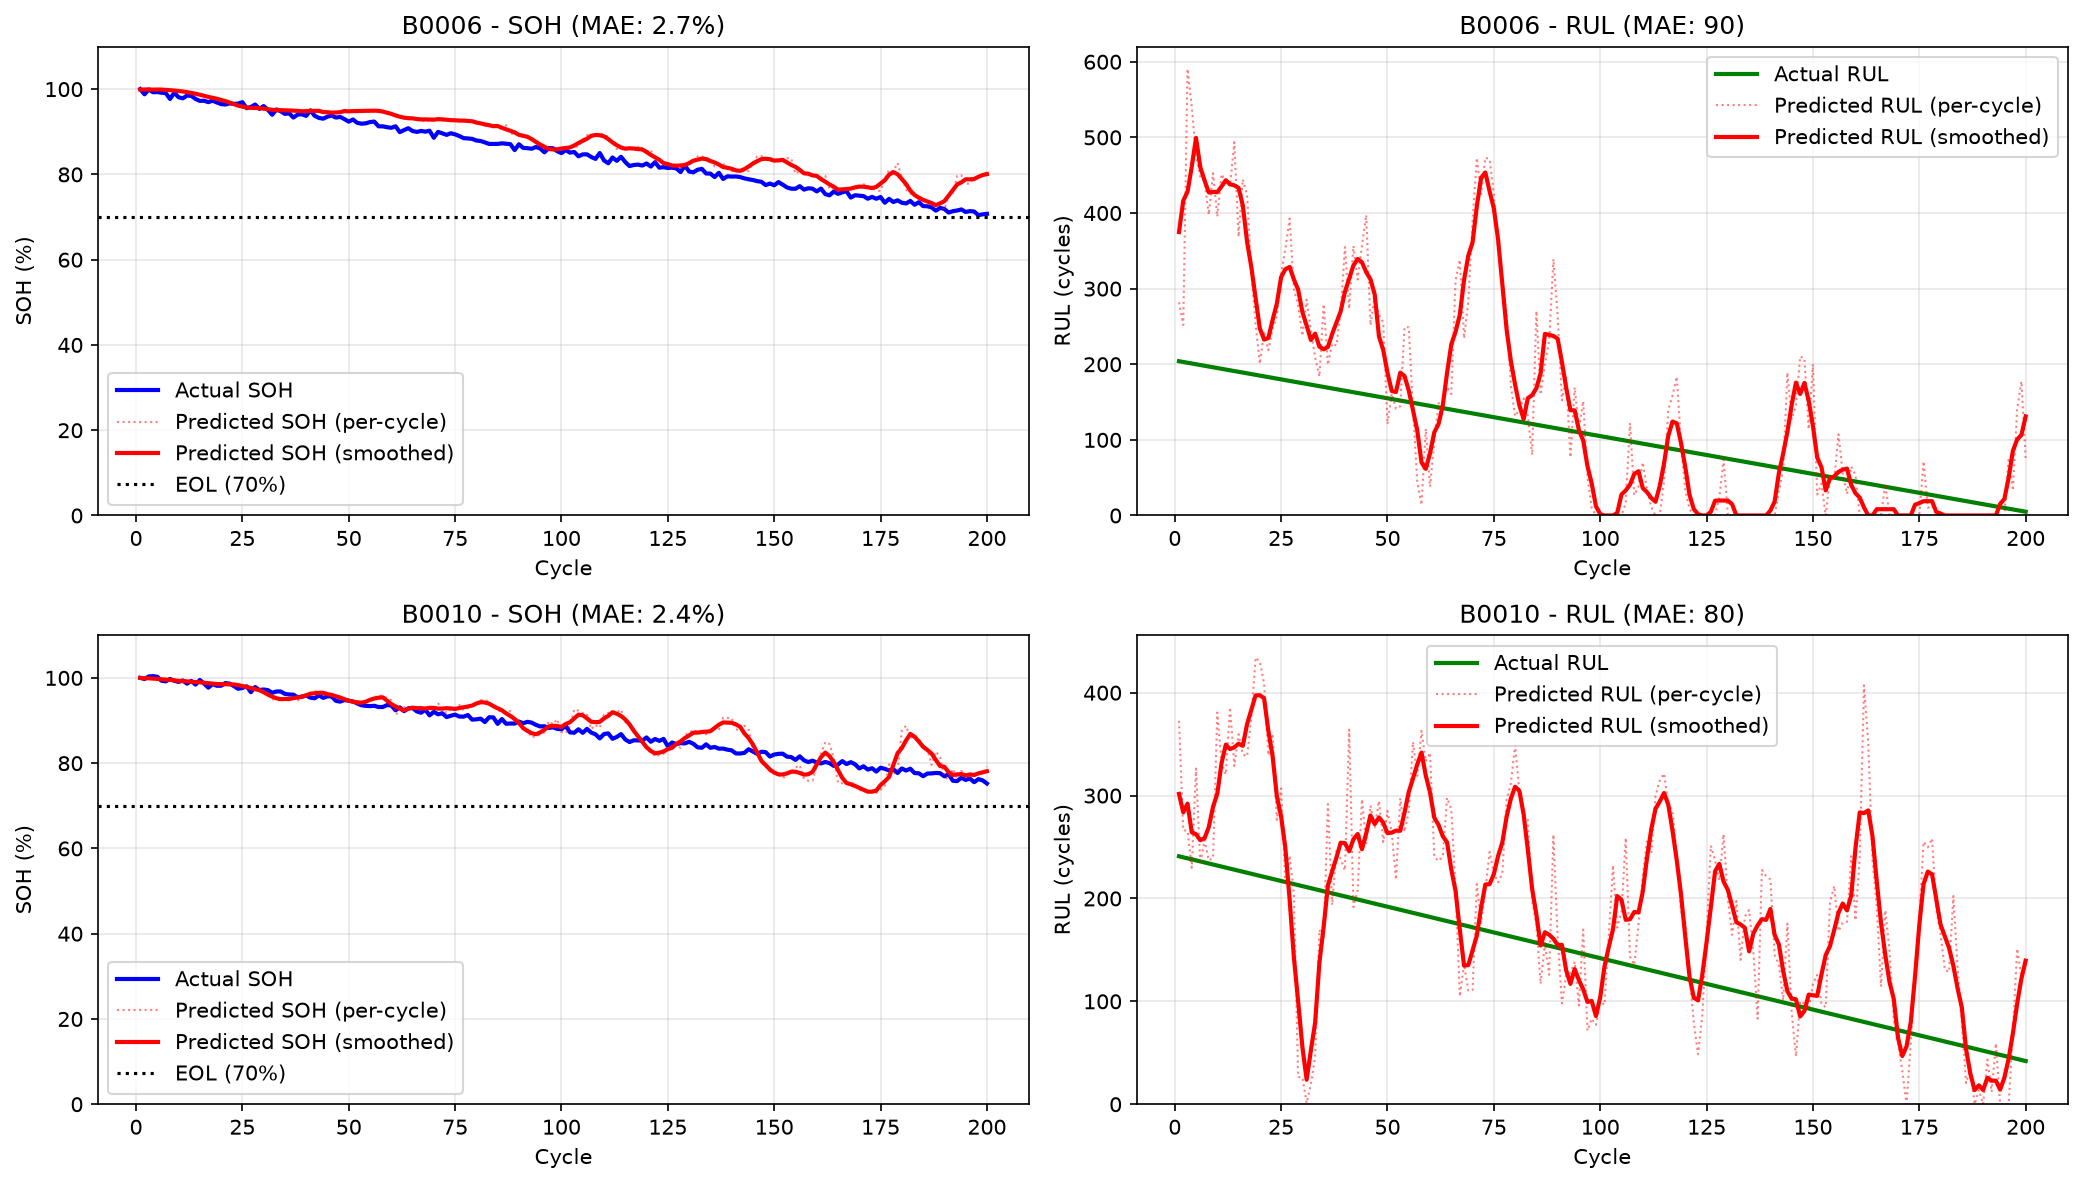 B0006 - SOH (MAE: 2.7%)
SOH (%)
100
80
60
40
20
0
Actual SOH
Predicted SOH (per-cycle)
Predicted SOH (smoothed)
EOL (70%)
0 25 50 75 100 125 150 175 200
Cycle
B0006 - RUL (MAE: 90)
RUL (cycles)
600
500
400
300
200
100
0
Actual RUL
Predicted RUL (per-cycle)
Predicted RUL (smoothed)
0 25 50 75 100 125 150 175 200
Cycle
B0010 - SOH (MAE: 2.4%)
SOH (%)
100
80
60
40
20
0
Actual SOH
Predicted SOH (per-cycle)
Predicted SOH (smoothed)
EOL (70%)
0 25 50 75 100 125 150 175 200
Cycle
B0010 - RUL (MAE: 80)
RUL (cycles)
400
300
200
100
0
Actual RUL
Predicted RUL (per-cycle)
Predicted RUL (smoothed)
0 25 50 75 100 125 150 175 200
Cycle